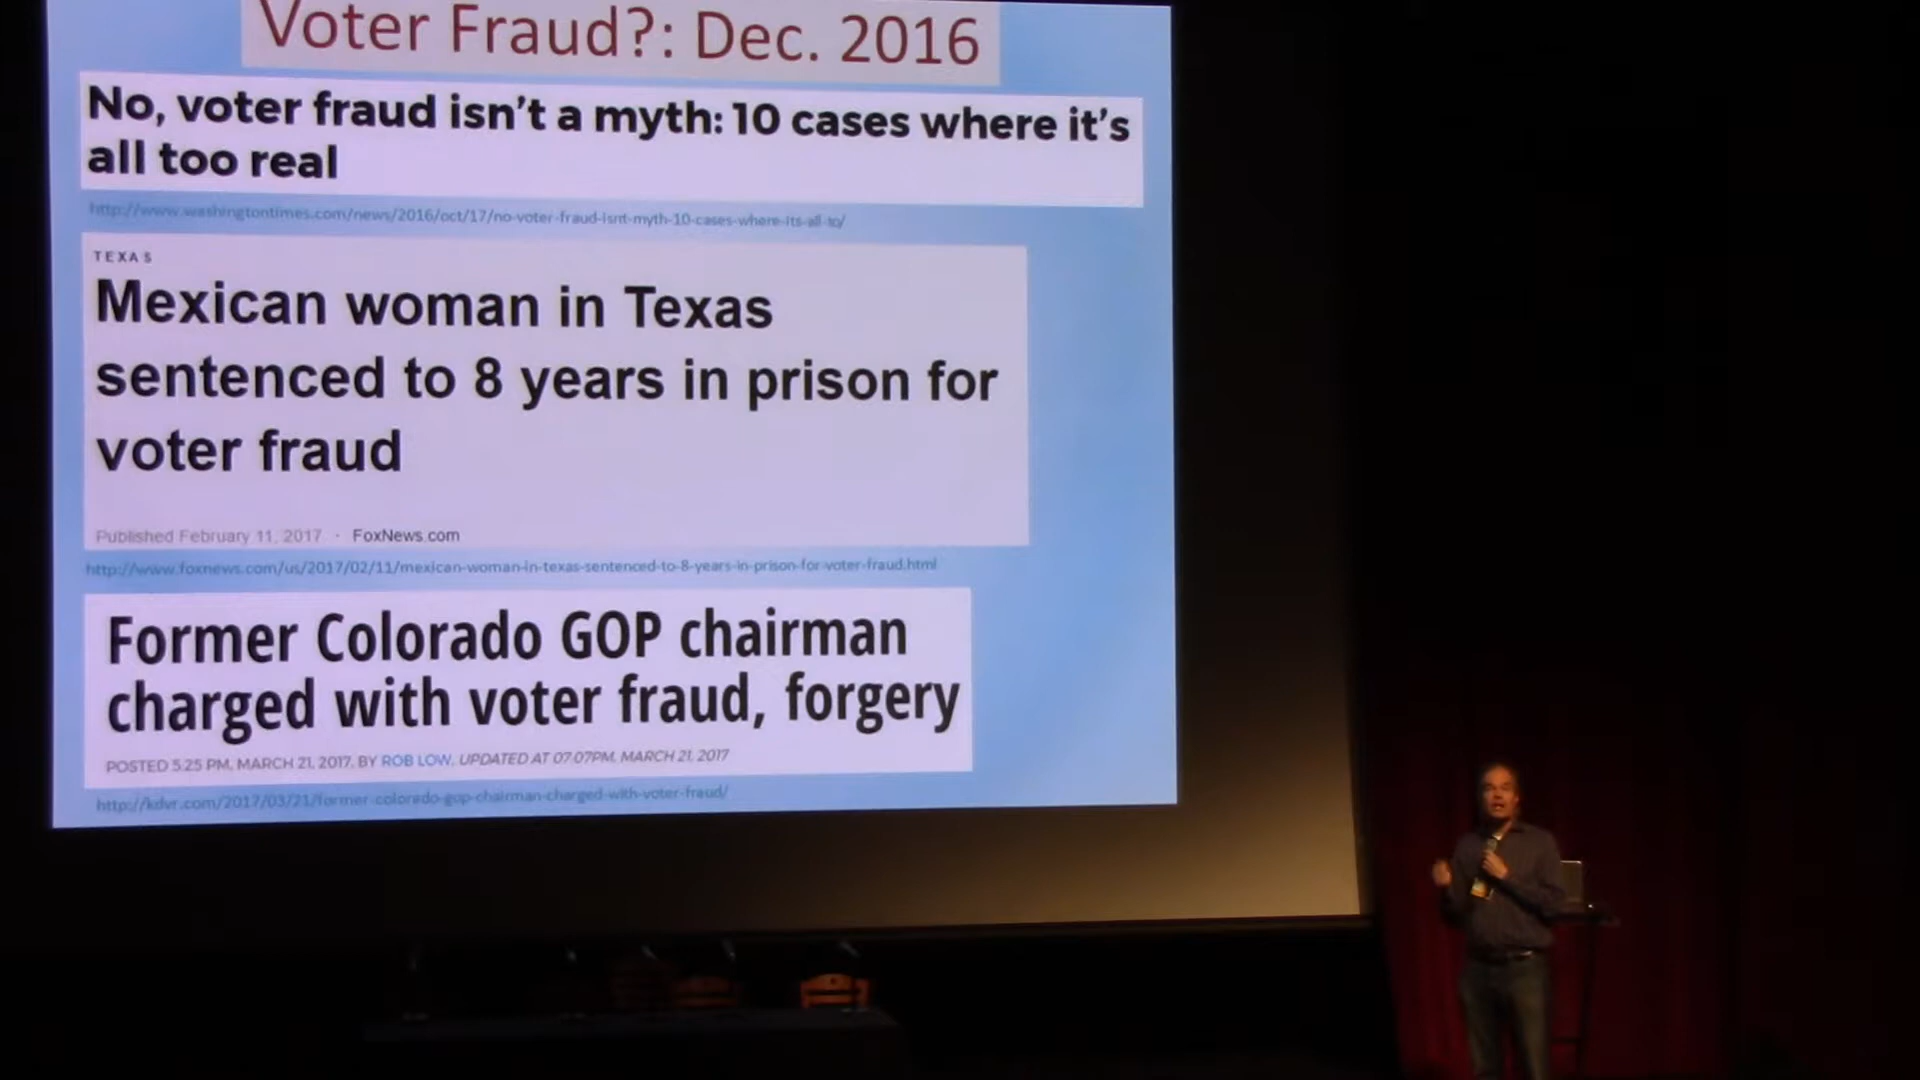 Voter Fraud?: Dec. 2016
No, voter fraud isn't a myth: 10 cases where it's
all too real
http://www.washingtontimes.com/news/2016/oct/17/no-voter-fraud-isnt-myth-10-cases-where-its-all-to/
TEXAS
Mexican woman in Texas
sentenced to 8 years in prison for
voter fraud
Published February 11, 2017 · FoxNews.com
http://www.foxnews.com/us/2017/02/11/mexican-woman-in-texas-sentenced-to-8-years-in-prison-for-voter-fraud.html
Former Colorado GOP chairman
charged with voter fraud, forgery
POSTED 5:25 PM, MARCH 21, 2017, BY ROB LOW, UPDATED AT 07:07PM, MARCH 21, 2017
http://kdvr.com/2017/03/21/former-colorado-gop-chairman-charged-with-voter-fraud/